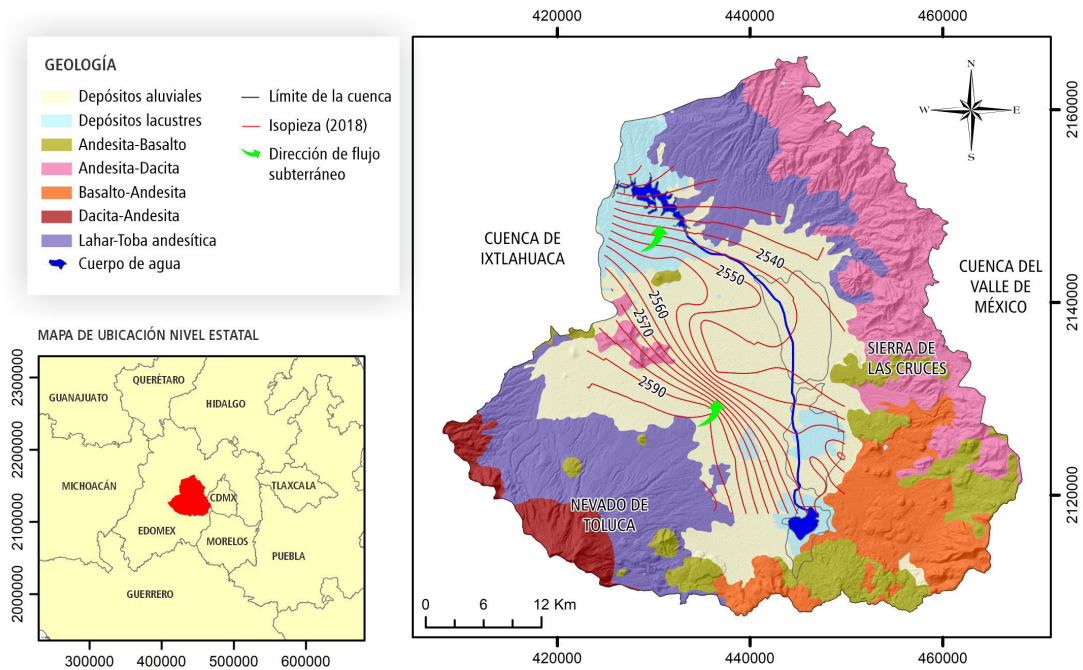 GEOLOGÍA
Depósitos aluviales
Depósitos lacustres
Andesita-Basalto
Andesita-Dacita
Basalto-Andesita
Dacita-Andesita
Lahar-Toba andesítica
Cuerpo de agua
Límite de la cuenca
Isopieza (2018)
Dirección de flujo
subterráneo
MAPA DE UBICACIÓN NIVEL ESTATAL
2300000
2200000
2100000
2000000
GUANAJUATO
QUERÉTARO
HIDALGO
MICHOACÁN
CDMX
TLAXCALA
EDOMEX
MORELOS
PUEBLA
GUERRERO
300000
400000
500000
600000
420000
440000
460000
N
W
E
S
2160000
2140000
2120000
CUENCA DE
IXTLAHUACA
CUENCA DEL
VALLE DE
MÉXICO
2540
2550
2560
2570
2590
SIERRA DE
LAS CRUCES
NEVADO DE
TOLUCA
0
6
12 Km
420000
440000
460000